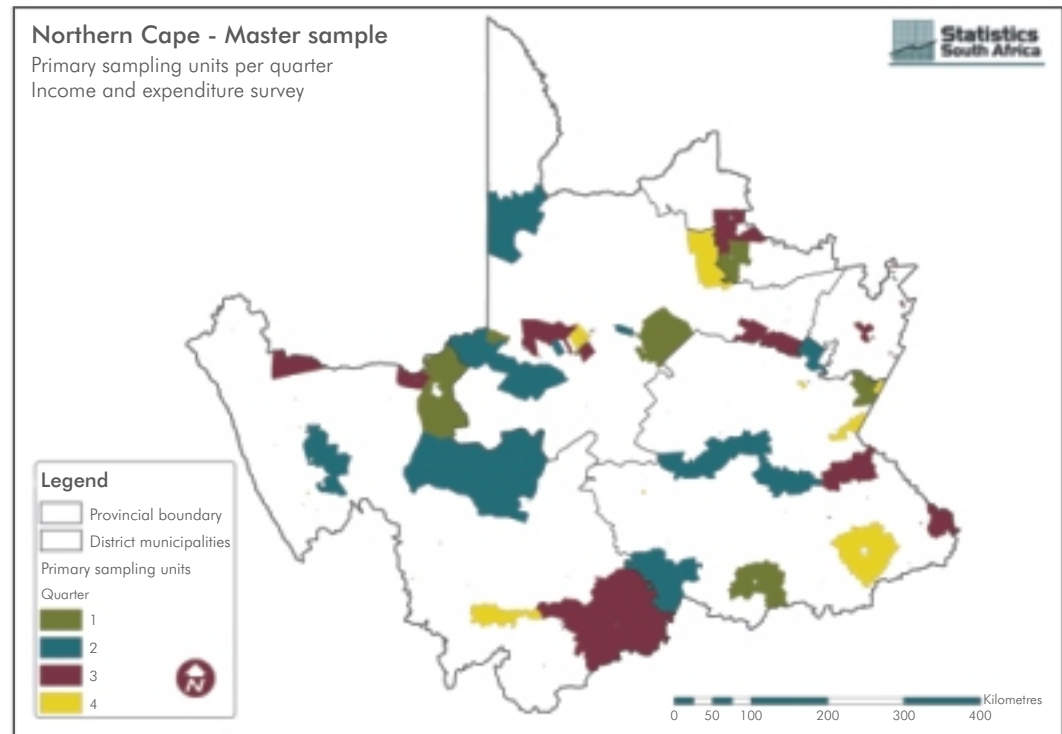 Northern Cape - Master sample
Primary sampling units per quarter
Income and expenditure survey
Statistics
South Africa
Legend
Provincial boundary
District municipalities
Primary sampling units
Quarter
1
2
3
4
N
Kilometres
0 50 100 200 300 400